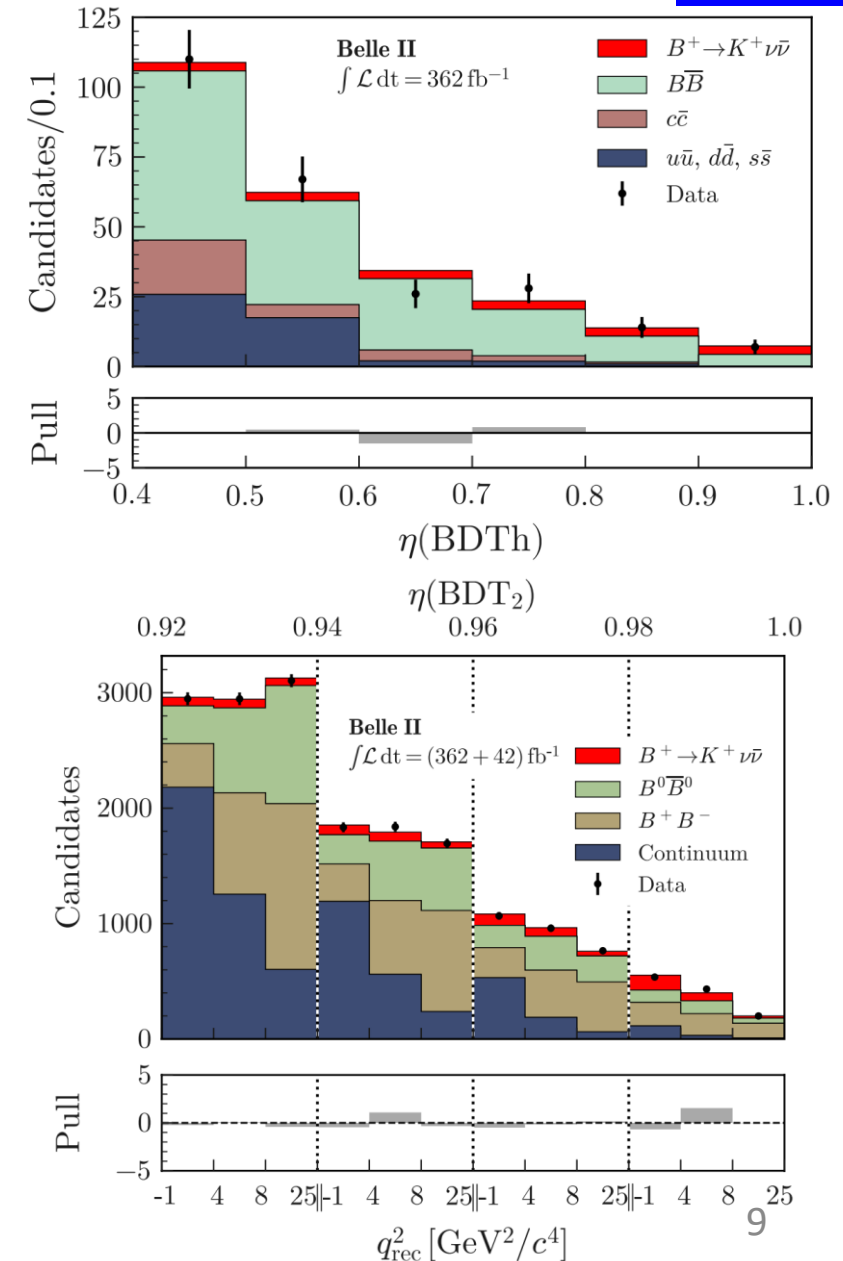 Candidates/0.1
125
100
75
50
25
0
Belle II
∫ 𝓛 dt = 362 fb⁻¹
B⁺→K⁺νν̄
BB̅
cc̄
uū, dd̄, ss̄
Data
Pull
5
0
−5
0.4 0.5 0.6 0.7 0.8 0.9 1.0
η(BDTh)
η(BDT₂)
0.92 0.94 0.96 0.98 1.0
Candidates
3000
2000
1000
0
Belle II
∫𝓛 dt = (362 + 42) fb⁻¹
B⁺→K⁺νν̄
B⁰B̅⁰
B⁺B⁻
Continuum
Data
Pull
5
0
−5
-1 4 8 25||-1 4 8 25||-1 4 8 25||-1 4 8 25
q²rec [GeV²/c⁴]
9